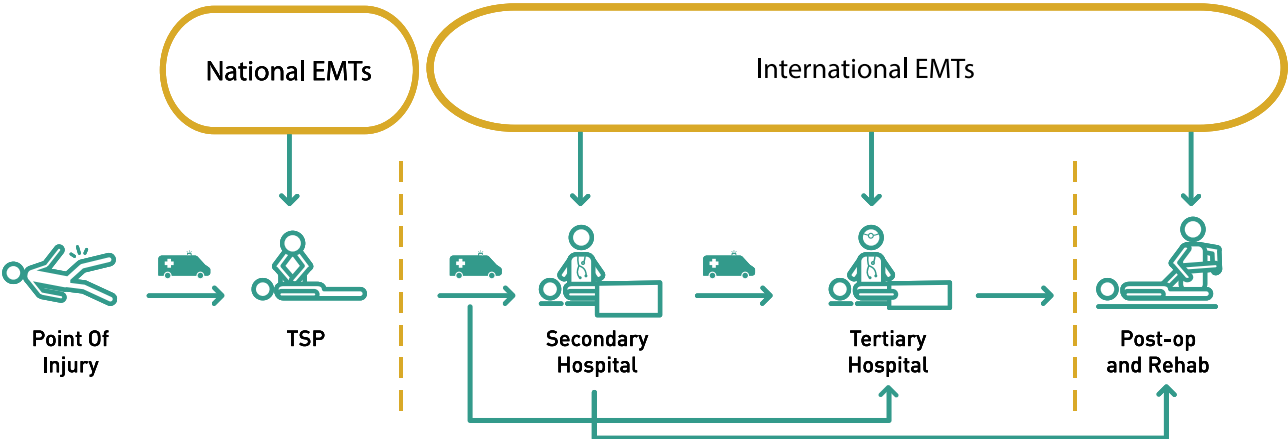 National EMTs
International EMTs
Point Of
Injury
TSP
Secondary
Hospital
Tertiary
Hospital
Post-op
and Rehab